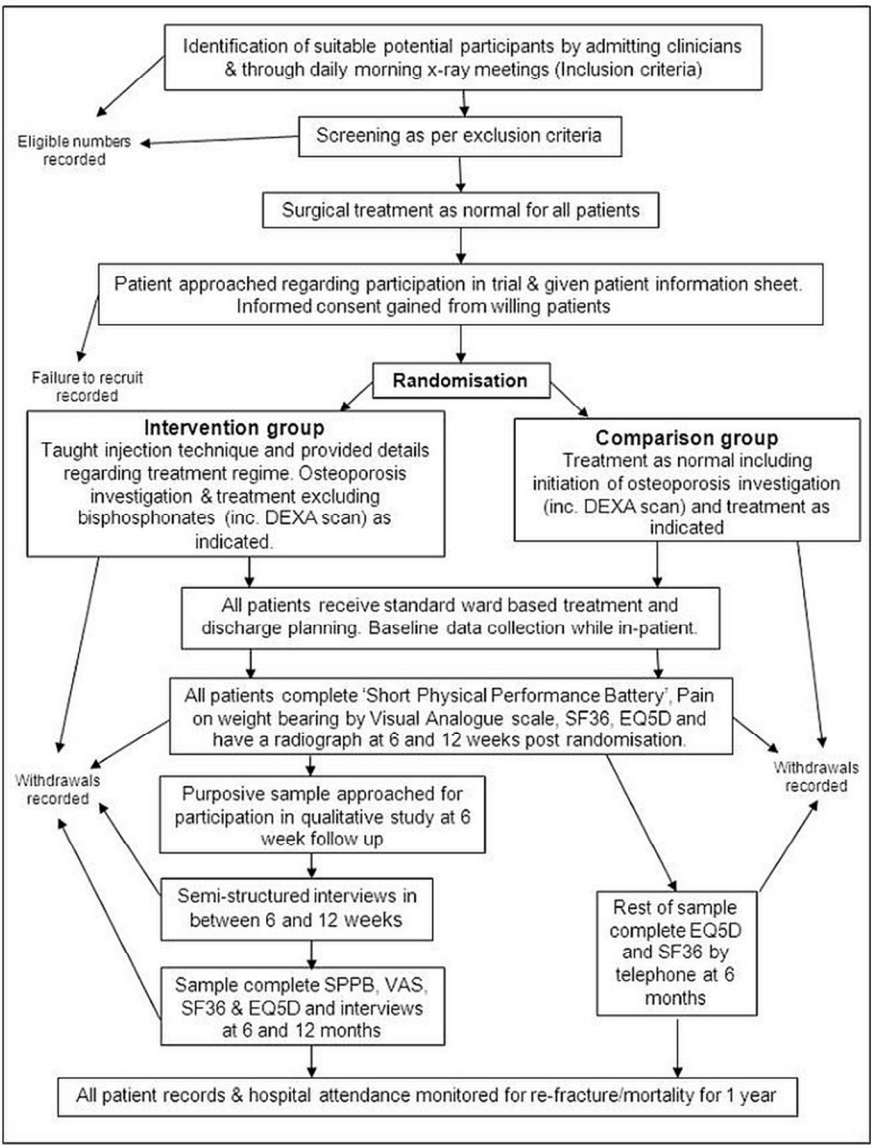 Identification of suitable potential participants by admitting clinicians
& through daily morning x-ray meetings (Inclusion criteria)
Eligible numbers
recorded
Screening as per exclusion criteria
Surgical treatment as normal for all patients
Patient approached regarding participation in trial & given patient information sheet.
Informed consent gained from willing patients
Failure to recruit
recorded
Randomisation
Intervention group
Taught injection technique and provided details
regarding treatment regime. Osteoporosis
investigation & treatment excluding
bisphosphonates (inc. DEXA scan) as
indicated.
Comparison group
Treatment as normal including
initiation of osteoporosis investigation
(inc. DEXA scan) and treatment as
indicated
All patients receive standard ward based treatment and
discharge planning. Baseline data collection while in-patient.
All patients complete ‘Short Physical Performance Battery’, Pain
on weight bearing by Visual Analogue scale, SF36, EQ5D and
have a radiograph at 6 and 12 weeks post randomisation.
Withdrawals
recorded
Withdrawals
recorded
Purposive sample approached for
participation in qualitative study at 6
week follow up
Semi-structured interviews in
between 6 and 12 weeks
Rest of sample
complete EQ5D
and SF36 by
telephone at 6
months
Sample complete SPPB, VAS,
SF36 & EQ5D and interviews
at 6 and 12 months
All patient records & hospital attendance monitored for re-fracture/mortality for 1 year